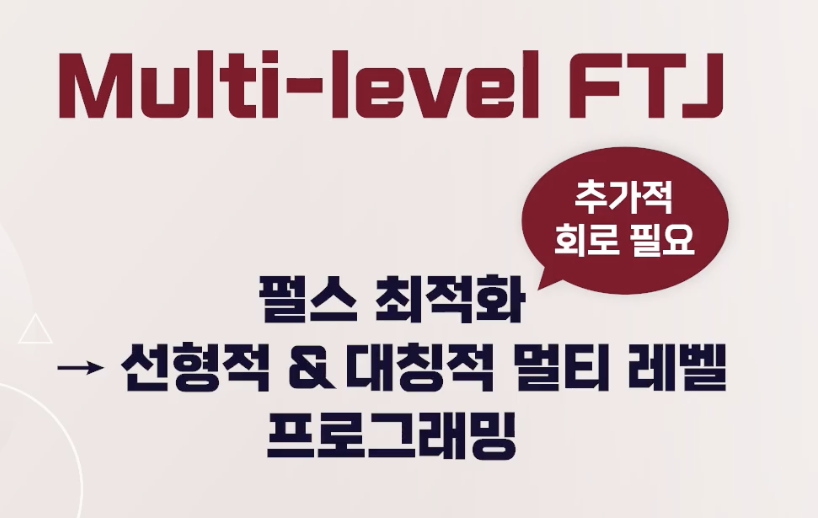 Multi-level FTJ
추가적
회로 필요
펄스 최적화
→ 선형적 & 대칭적 멀티 레벨
프로그래밍